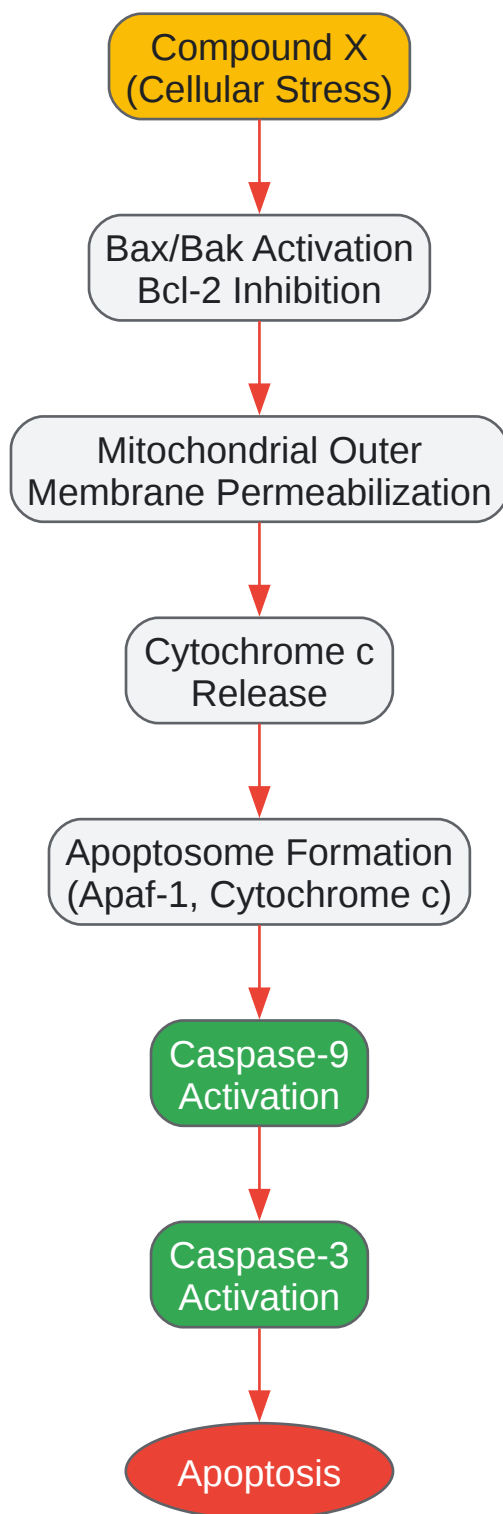 Compound X
(Cellular Stress)
Bax/Bak Activation
Bcl-2 Inhibition
Mitochondrial Outer
Membrane Permeabilization
Cytochrome c
Release
Apoptosome Formation
(Apaf-1, Cytochrome c)
Caspase-9
Activation
Caspase-3
Activation
Apoptosis